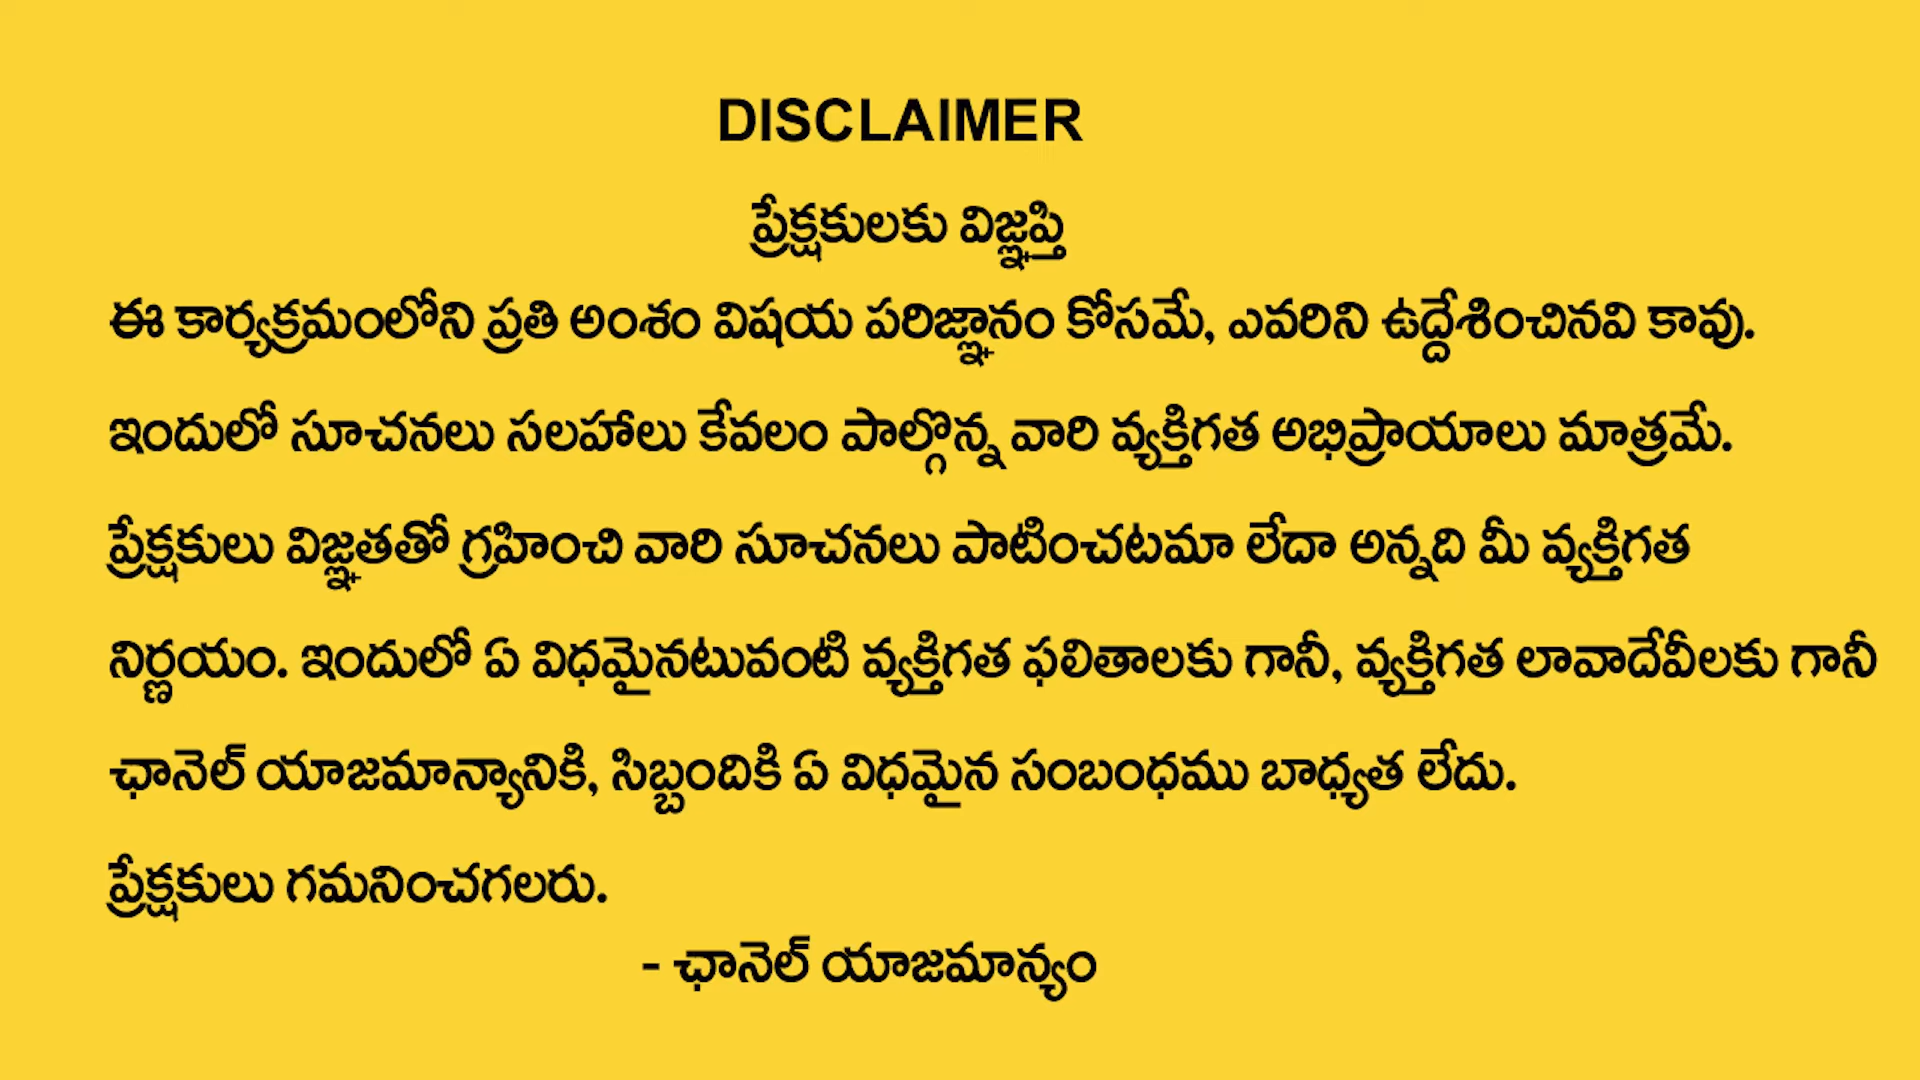 DISCLAIMER
ప్రేక్షకులకు విజ్ఞప్తి
ఈ కార్యక్రమంలోని ప్రతి అంశం విషయ పరిజ్ఞానం కోసమే, ఎవరిని ఉద్దేశించినవి కావు.
ఇందులో సూచనలు సలహాలు కేవలం పాల్గొన్న వారి వ్యక్తిగత అభిప్రాయాలు మాత్రమే.
ప్రేక్షకులు విజ్ఞతతో గ్రహించి వారి సూచనలు పాటించటమా లేదా అన్నది మీ వ్యక్తిగత
నిర్ణయం. ఇందులో ఏ విధమైనటువంటి వ్యక్తిగత ఫలితాలకు గానీ, వ్యక్తిగత లావాదేవీలకు గానీ
ఛానెల్ యాజమాన్యానికి, సిబ్బందికి ఏ విధమైన సంబంధము బాధ్యత లేదు.
ప్రేక్షకులు గమనించగలరు.
- ఛానెల్ యాజమాన్యం